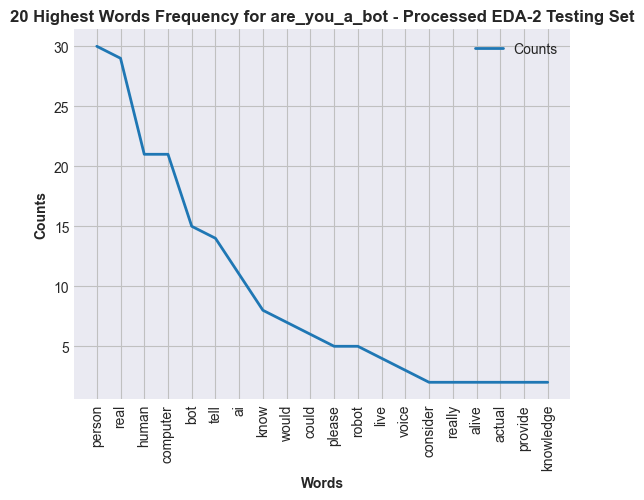 20 Highest Words Frequency for are_you_a_bot - Processed EDA-2 Testing Set
Counts
30
25
20
15
10
5
Counts
person
real
human
computer
bot
tell
ai
know
would
could
please
robot
live
voice
consider
really
alive
actual
provide
knowledge
Words